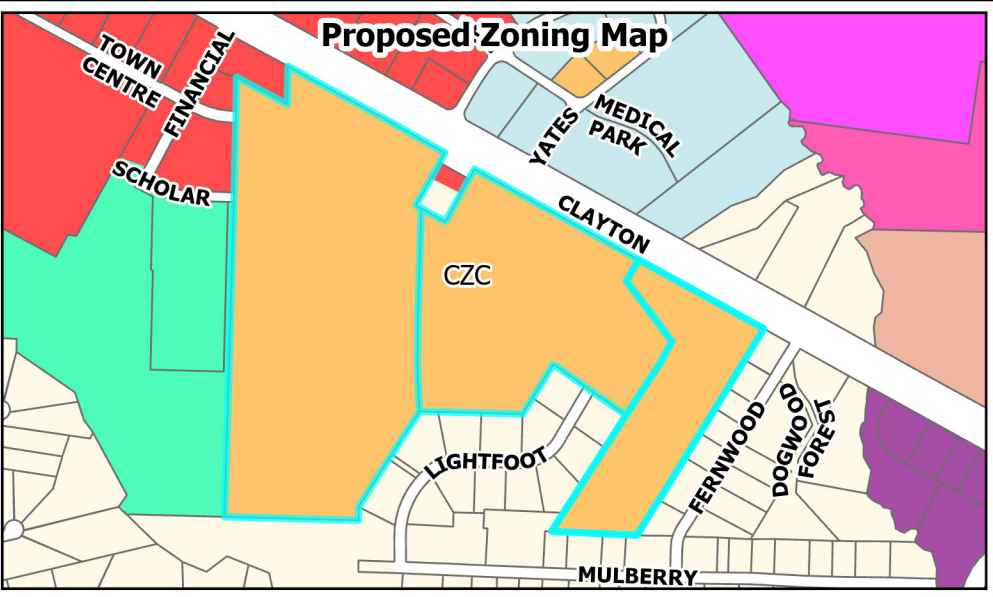 Proposed Zoning Map
TOWN
CENTRE
FINANCIAL
SCHOLAR
YATES
MEDICAL
PARK
CLAYTON
CZC
LIGHTFOOT
FERNWOOD
DOGWOOD
FOREST
MULBERRY